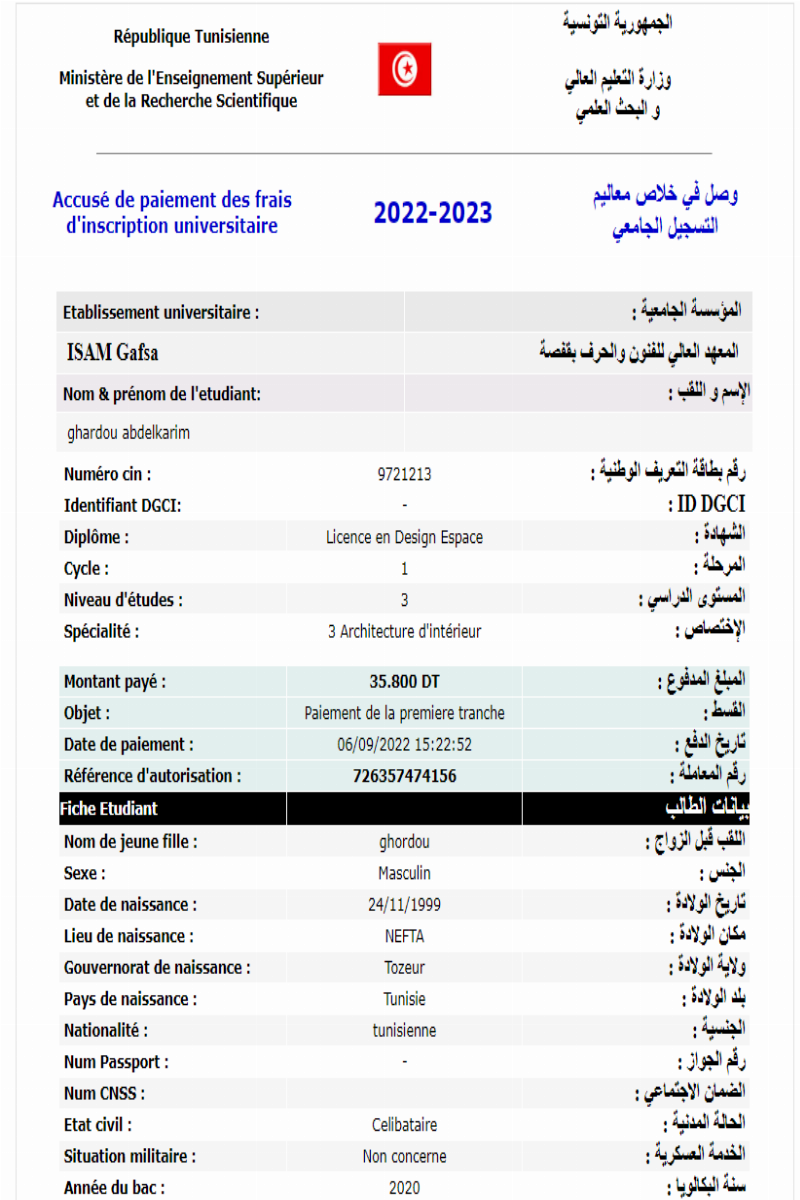 République Tunisienne
الجمهورية التونسية
Ministère de l'Enseignement Supérieur
et de la Recherche Scientifique
وزارة التعليم العالي
و البحث العلمي
Accusé de paiement des frais
d'inscription universitaire
2022-2023
وصل في خلاص معاليم
التسجيل الجامعي
Etablissement universitaire : المؤسسة الجامعية :
ISAM Gafsa المعهد العالي للفنون والحرف بقفصة
Nom & prénom de l'etudiant: الإسم و اللقب :
ghardou abdelkarim
Numéro cin : 9721213 رقم بطاقة التعريف الوطنية :
Identifiant DGCI: - ID DGCI :
Diplôme : Licence en Design Espace الشهادة :
Cycle : 1 المرحلة :
Niveau d'études : 3 المستوى الدراسي :
Spécialité : 3 Architecture d'intérieur الإختصاص :
Montant payé : 35.800 DT المبلغ المدفوع :
Objet : Paiement de la premiere tranche القسط :
Date de paiement : 06/09/2022 15:22:52 تاريخ الدفع :
Référence d'autorisation : 726357474156 رقم المعاملة :
Fiche Etudiant بيانات الطالب
Nom de jeune fille : ghordou اللقب قبل الزواج :
Sexe : Masculin الجنس :
Date de naissance : 24/11/1999 تاريخ الولادة :
Lieu de naissance : NEFTA مكان الولادة :
Gouvernorat de naissance : Tozeur ولاية الولادة :
Pays de naissance : Tunisie بلد الولادة :
Nationalité : tunisienne الجنسية :
Num Passport : - رقم الجواز :
Num CNSS : الضمان الاجتماعي :
Etat civil : Celibataire الحالة المدنية :
Situation militaire : Non concerne الخدمة العسكرية :
Année du bac : 2020 سنة البكالوريا :